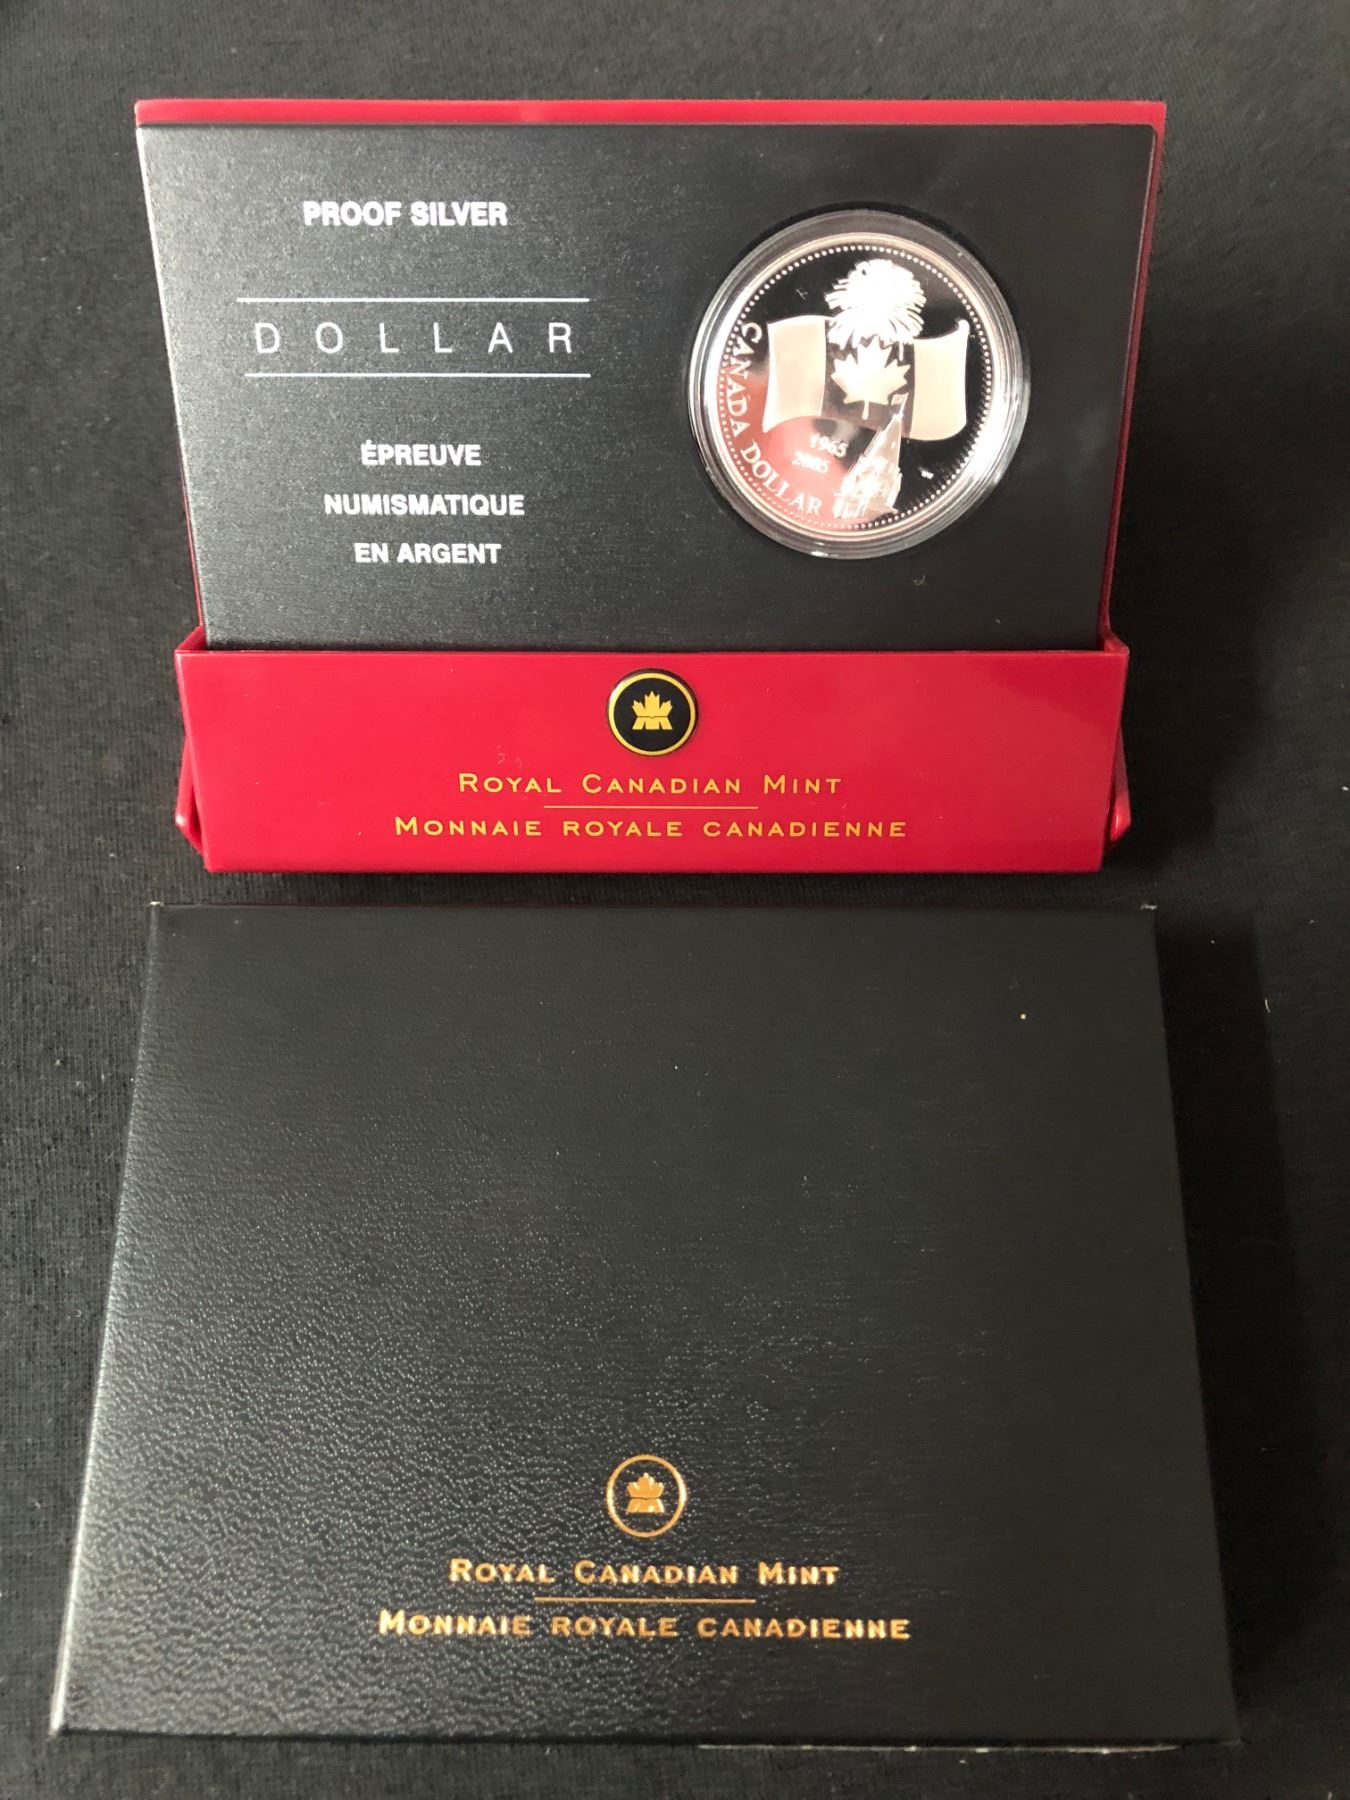 PROOF SILVER
DOLLAR
ÉPREUVE
NUMISMATIQUE
EN ARGENT
CANADA DOLLAR
1965
2005
ROYAL CANADIAN MINT
MONNAIE ROYALE CANADIENNE
ROYAL CANADIAN MINT
MONNAIE ROYALE CANADIENNE